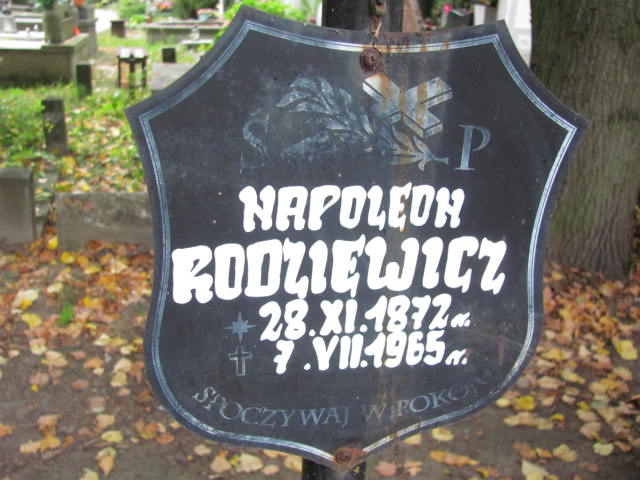 S P
NAPOLEON
RODZIEWICZ
28.XI.1872 r.
7.VII.1965 r.
SPOCZYWAJ W POKOJU